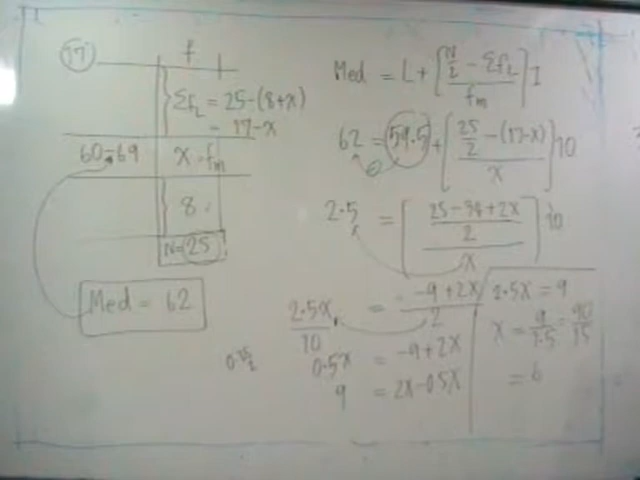 17
f
Σf_L = 25-(8+x)
= 17-x
60-69 x = f_m
8
N=25
Med = 62
Med = L + [N/2 - Σf_L / f_m] I
62 = 59.5 + [25/2 - (17-x) / x] 10
2.5 = [25-34+2x / 2 / x] 10
2.5x / 10 = -9+2x / 2
0.5x = -9+2x
9 = 2x-0.5x
2.5x = 9
x = 9/1.5 = 90/15
= 6